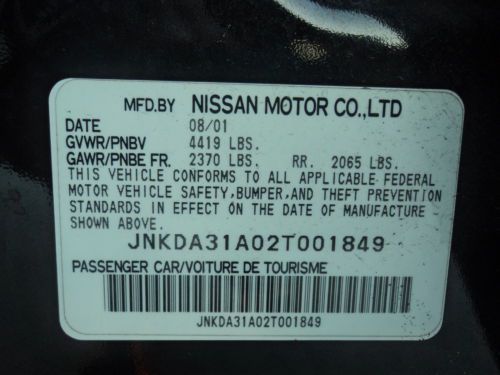 MFD.BY NISSAN MOTOR CO.,LTD
DATE 08/01
GVWR/PNBV 4419 LBS.
GAWR/PNBE FR. 2370 LBS. RR. 2065 LBS.
THIS VEHICLE CONFORMS TO ALL APPLICABLE FEDERAL
MOTOR VEHICLE SAFETY,BUMPER,AND THEFT PREVENTION
STANDARDS IN EFFECT ON THE DATE OF MANUFACTURE
SHOWN ABOVE.
JNKDA31A02T001849
PASSENGER CAR/VOITURE DE TOURISME
JNKDA31A02T001849